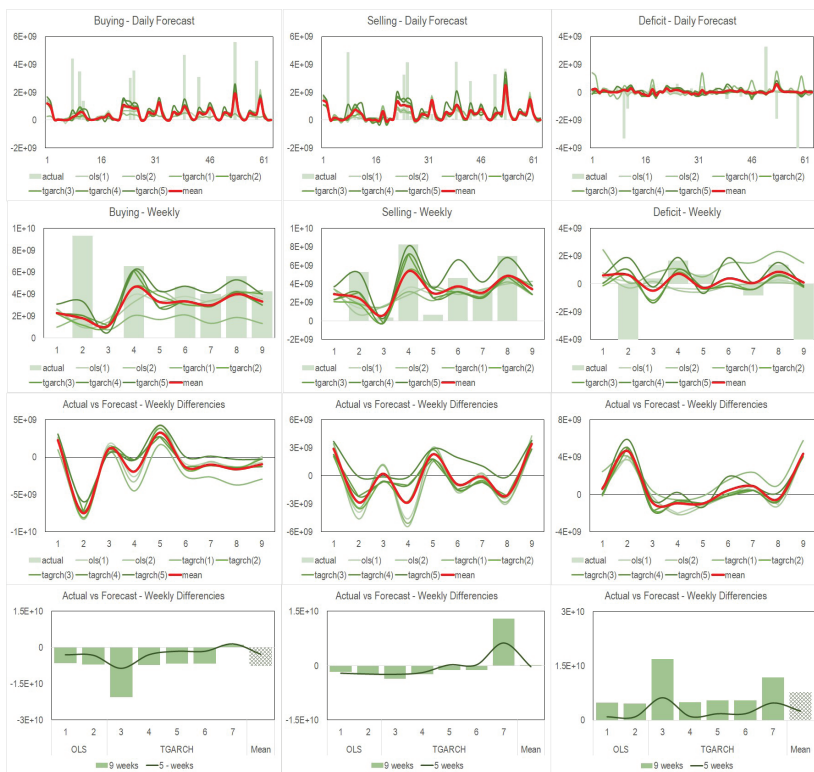 Buying - Daily Forecast
6E+09
4E+09
2E+09
0E+00
-2E+09
1 16 31 46 61
actual ols(1) ols(2) tgarch(1) tgarch(2)
tgarch(3) tgarch(4) tgarch(5) mean
Selling - Daily Forecast
6E+09
4E+09
2E+09
0E+00
-2E+09
1 16 31 46 61
actual ols(1) ols(2) tgarch(1) tgarch(2)
tgarch(3) tgarch(4) tgarch(5) mean
Deficit - Daily Forecast
4E+09
2E+09
0E+00
-2E+09
-4E+09
1 16 31 46 61
actual ols(1) ols(2) tgarch(1) tgarch(2)
tgarch(3) tgarch(4) tgarch(5) mean
Buying - Weekly
1E+10
8E+09
6E+09
4E+09
2E+09
0
1 2 3 4 5 6 7 8 9
actual ols(1) ols(2) tgarch(1) tgarch(2)
tgarch(3) tgarch(4) tgarch(5) mean
Selling - Weekly
1E+10
8E+09
6E+09
4E+09
2E+09
0E+00
-2E+09
1 2 3 4 5 6 7 8 9
actual ols(1) ols(2) tgarch(1) tgarch(2)
tgarch(3) tgarch(4) tgarch(5) mean
Deficit - Weekly
4E+09
2E+09
0E+00
-2E+09
-4E+09
1 2 3 4 5 6 7 8 9
actual ols(1) ols(2) tgarch(1) tgarch(2)
tgarch(3) tgarch(4) tgarch(5) mean
Actual vs Forecast - Weekly Differences
5E+09
0
-5E+09
-1E+10
1 2 3 4 5 6 7 8 9
actual ols(1) ols(2) tagrch(1) tagrch(2)
tagrch(3) tagrch(4) tagrch(5) mean
Actual vs Forecast - Weekly Differences
6E+09
3E+09
0
-3E+09
-6E+09
1 2 3 4 5 6 7 8 9
actual ols(1) ols(2) tagrch(1) tagrch(2)
tagrch(3) tagrch(4) tagrch(5) mean
Actual vs Forecast - Weekly Differences
8E+09
4E+09
0
-4E+09
1 2 3 4 5 6 7 8 9
actual ols(1) ols(2) tagrch(1) tagrch(2)
tagrch(3) tagrch(4) tagrch(5) mean
Actual vs Forecast - Weekly Differencies
1.5E+10
0
-1.5E+10
-3E+10
1 2 3 4 5 6 7
OLS TGARCH Mean
9 weeks 5 - weeks
Actual vs Forecast - Weekly Differencies
1.5E+10
0
-1.5E+10
1 2 3 4 5 6 7
OLS TGARCH Mean
9 weeks 5 weeks
Actual vs Forecast - Weekly Differencies
3E+10
1.5E+10
0
1 2 3 4 5 6 7
OLS TGARCH Mean
9 weeks 5 weeks